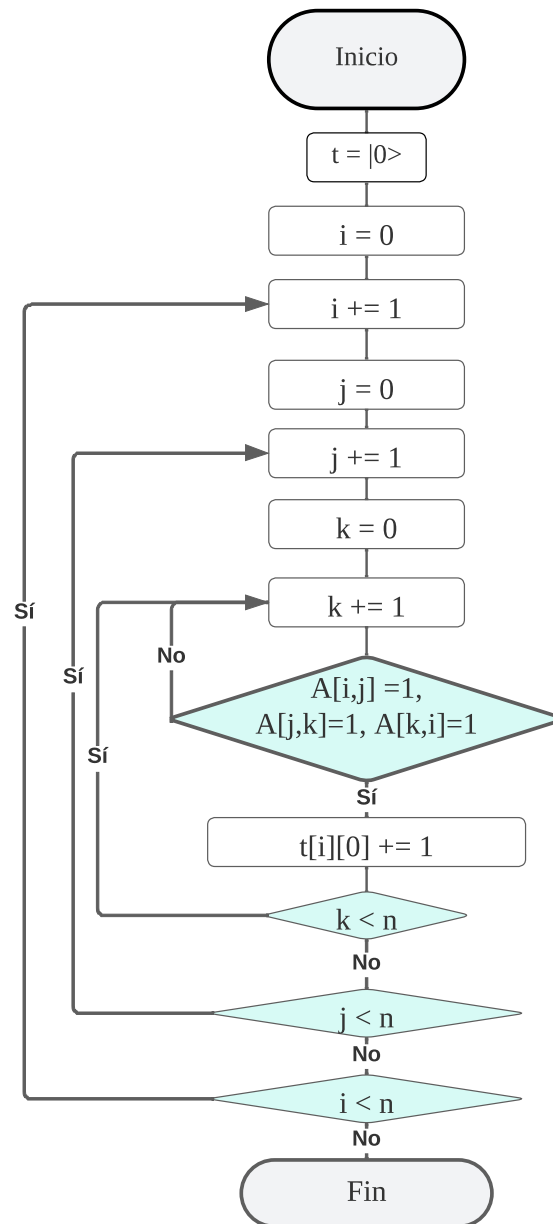 Inicio
t = |0>
i = 0
i += 1
j = 0
j += 1
k = 0
k += 1
Sí
No
Sí
A[i,j] =1,
A[j,k]=1, A[k,i]=1
Sí
Sí
t[i][0] += 1
k < n
No
j < n
No
i < n
No
Fin